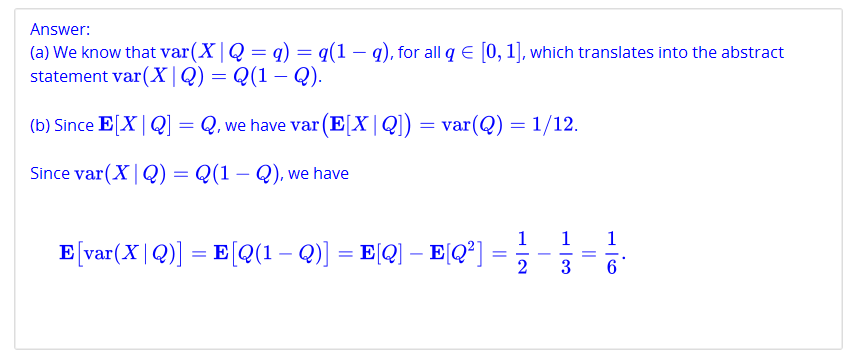 Answer:
(a) We know that var(X | Q = q) = q(1 − q), for all q ∈ [0, 1], which translates into the abstract
statement var(X | Q) = Q(1 − Q).
(b) Since E[X | Q] = Q, we have var(E[X | Q]) = var(Q) = 1/12.
Since var(X | Q) = Q(1 − Q), we have
E[var(X | Q)] = E[Q(1 − Q)] = E[Q] − E[Q²] = 1/2 − 1/3 = 1/6.